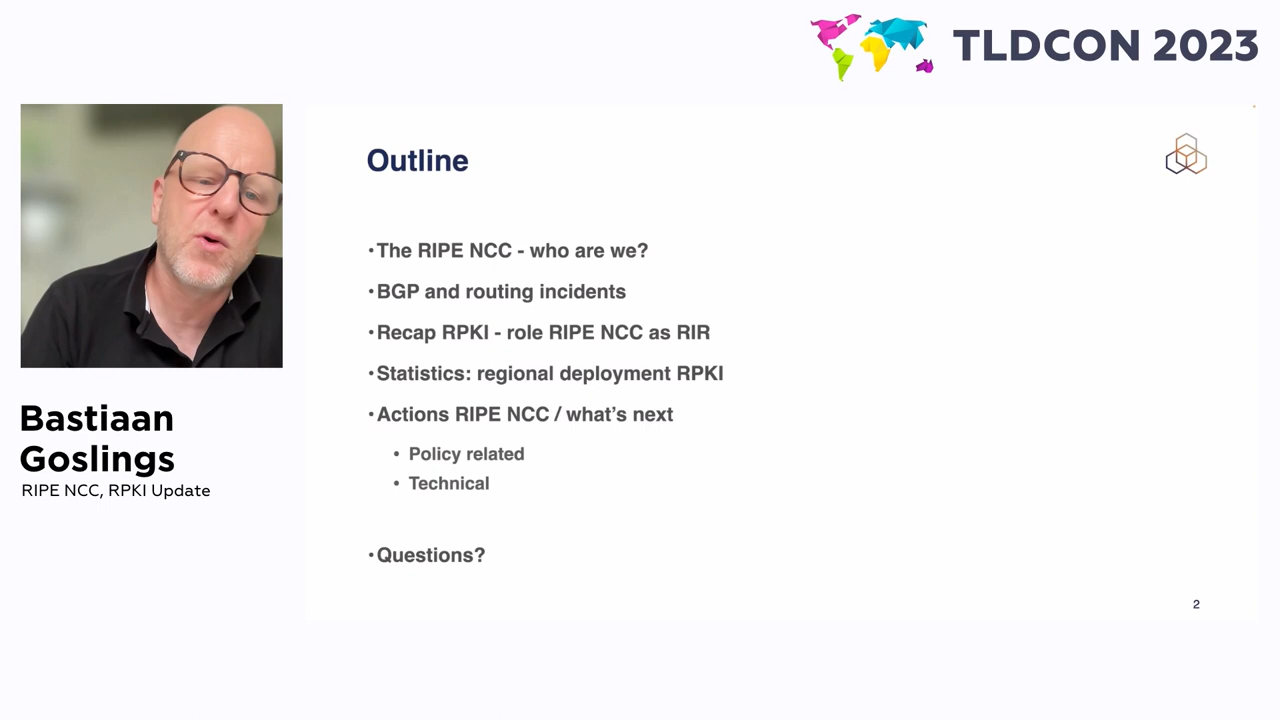 TLDCON 2023
Outline
•The RIPE NCC - who are we?
•BGP and routing incidents
•Recap RPKI - role RIPE NCC as RIR
•Statistics: regional deployment RPKI
•Actions RIPE NCC / what’s next
• Policy related
• Technical
•Questions?
2
Bastiaan
Goslings
RIPE NCC, RPKI Update